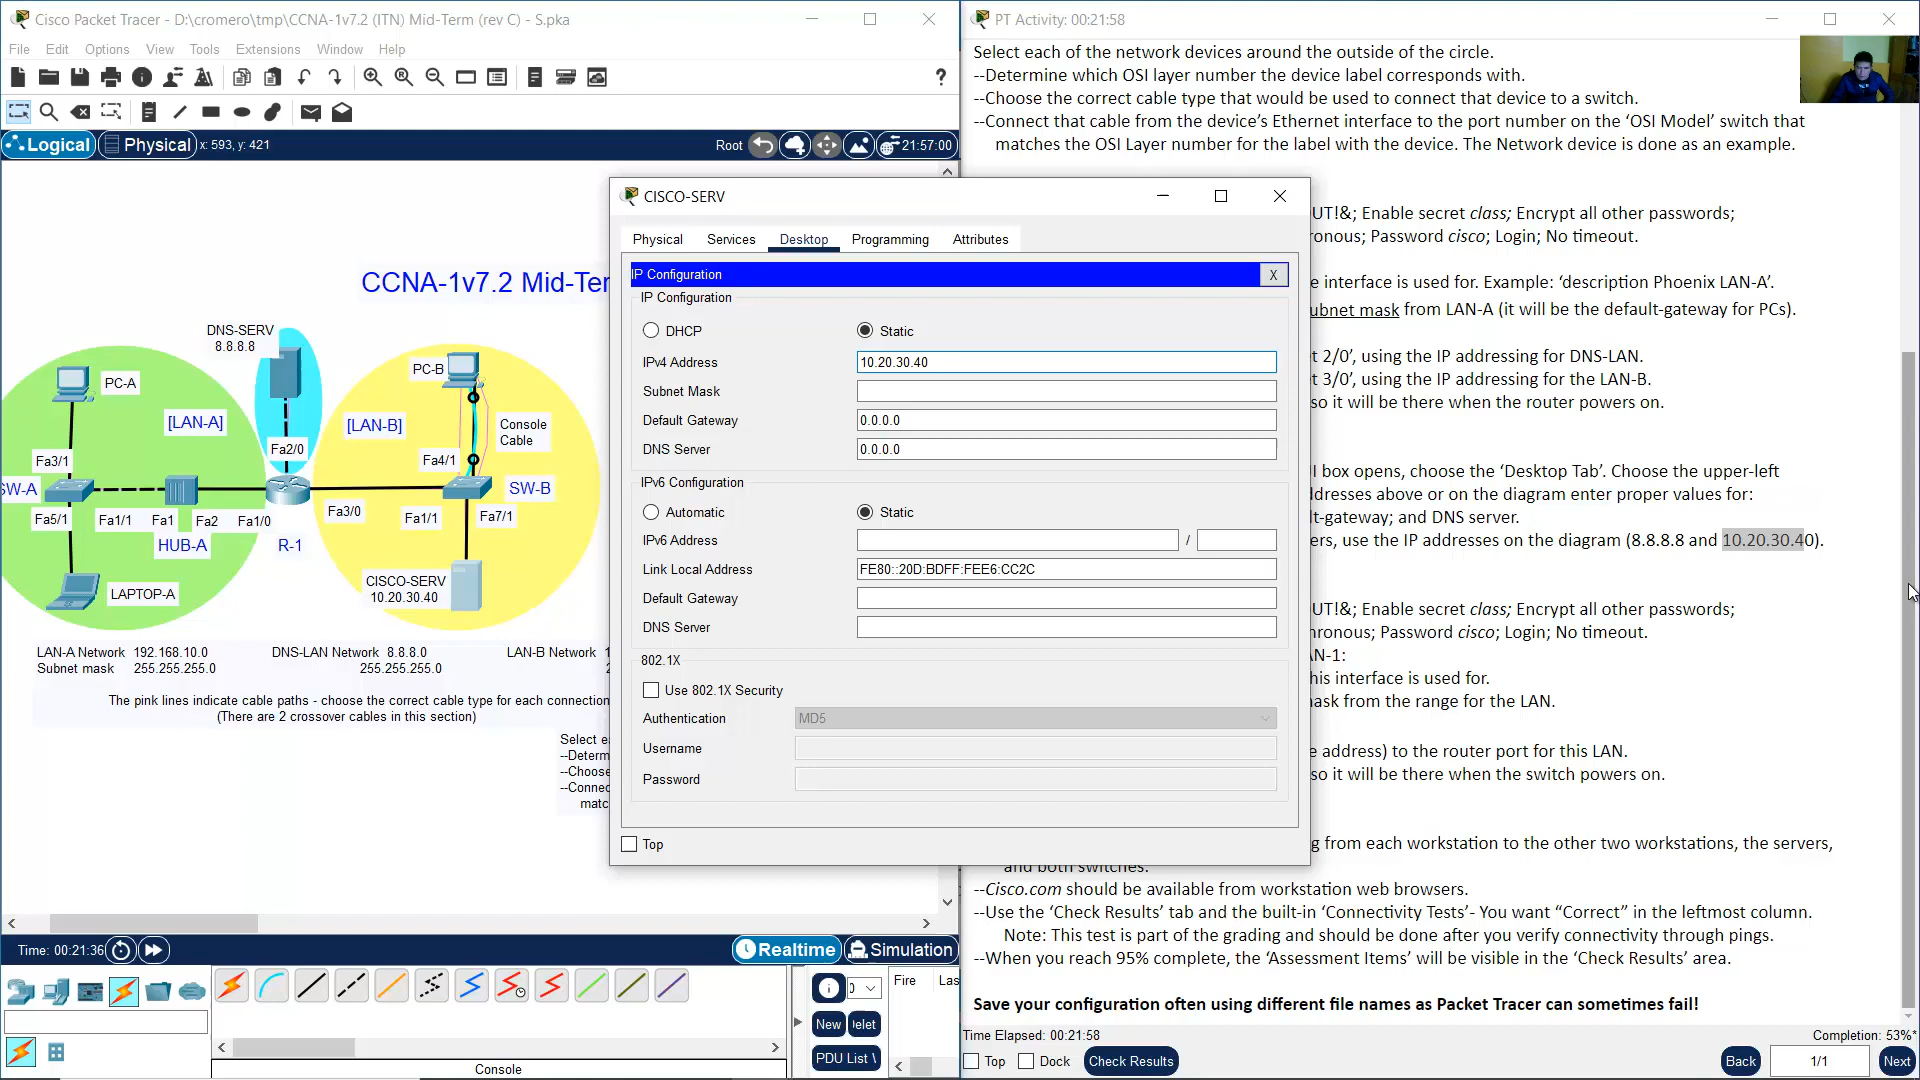 Cisco Packet Tracer - D:\cromero\tmp\CCNA-1v7.2 (ITN) Mid-Term (rev C) - S.pka
File Edit Options View Tools Extensions Window Help
Logical Physical x: 593, y: 421 Root 21:57:00
CCNA-1v7.2 Mid-Ter
DNS-SERV
8.8.8.8
PC-A
PC-B
[LAN-A]
[LAN-B]
Console
Cable
Fa2/0
Fa3/1
Fa4/1
SW-A
SW-B
Fa5/1 Fa1/1 Fa1 Fa2 Fa1/0 Fa3/0 Fa1/1 Fa7/1
HUB-A R-1
LAPTOP-A
CISCO-SERV
10.20.30.40
LAN-A Network 192.168.10.0 DNS-LAN Network 8.8.8.0 LAN-B Network 1
Subnet mask 255.255.255.0 255.255.255.0 2
The pink lines indicate cable paths - choose the correct cable type for each connection
(There are 2 crossover cables in this section)
Select e
--Determ
--Choose
--Connec
matc
Time: 00:21:36 Realtime Simulation
Fire Las
0
New elet
PDU List \
Console
CISCO-SERV
Physical Services Desktop Programming Attributes
IP Configuration X
IP Configuration
DHCP Static
IPv4 Address 10.20.30.40
Subnet Mask
Default Gateway 0.0.0.0
DNS Server 0.0.0.0
IPv6 Configuration
Automatic Static
IPv6 Address /
Link Local Address FE80::20D:BDFF:FEE6:CC2C
Default Gateway
DNS Server
802.1X
Use 802.1X Security
Authentication MD5
Username
Password
Top
PT Activity: 00:21:58
Select each of the network devices around the outside of the circle.
--Determine which OSI layer number the device label corresponds with.
--Choose the correct cable type that would be used to connect that device to a switch.
--Connect that cable from the device’s Ethernet interface to the port number on the ‘OSI Model’ switch that
matches the OSI Layer number for the label with the device. The Network device is done as an example.
UT!&; Enable secret class; Encrypt all other passwords;
ronous; Password cisco; Login; No timeout.
e interface is used for. Example: ‘description Phoenix LAN-A’.
ubnet mask from LAN-A (it will be the default-gateway for PCs).
t 2/0’, using the IP addressing for DNS-LAN.
t 3/0’, using the IP addressing for the LAN-B.
so it will be there when the router powers on.
I box opens, choose the ‘Desktop Tab’. Choose the upper-left
ddresses above or on the diagram enter proper values for:
lt-gateway; and DNS server.
ers, use the IP addresses on the diagram (8.8.8.8 and 10.20.30.40).
UT!&; Enable secret class; Encrypt all other passwords;
hronous; Password cisco; Login; No timeout.
AN-1:
his interface is used for.
ask from the range for the LAN.
e address) to the router port for this LAN.
so it will be there when the switch powers on.
g from each workstation to the other two workstations, the servers,
and both switches.
--Cisco.com should be available from workstation web browsers.
--Use the ‘Check Results’ tab and the built-in ‘Connectivity Tests’- You want “Correct” in the leftmost column.
Note: This test is part of the grading and should be done after you verify connectivity through pings.
--When you reach 95% complete, the ‘Assessment Items’ will be visible in the ‘Check Results’ area.
Save your configuration often using different file names as Packet Tracer can sometimes fail!
Time Elapsed: 00:21:58 Completion: 53%*
Top Dock Check Results Back 1/1 Next